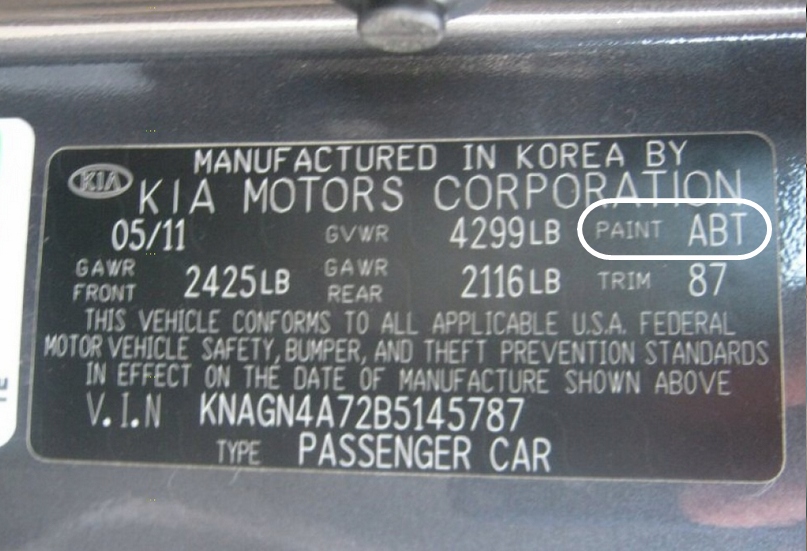 MANUFACTURED IN KOREA BY
KIA KIA MOTORS CORPORATION
05/11 GVWR 4299LB PAINT ABT
GAWR FRONT 2425LB GAWR REAR 2116LB TRIM 87
THIS VEHICLE CONFORMS TO ALL APPLICABLE U.S.A. FEDERAL
MOTOR VEHICLE SAFETY, BUMPER, AND THEFT PREVENTION STANDARDS
IN EFFECT ON THE DATE OF MANUFACTURE SHOWN ABOVE
V.I.N KNAGN4A72B5145787
TYPE PASSENGER CAR